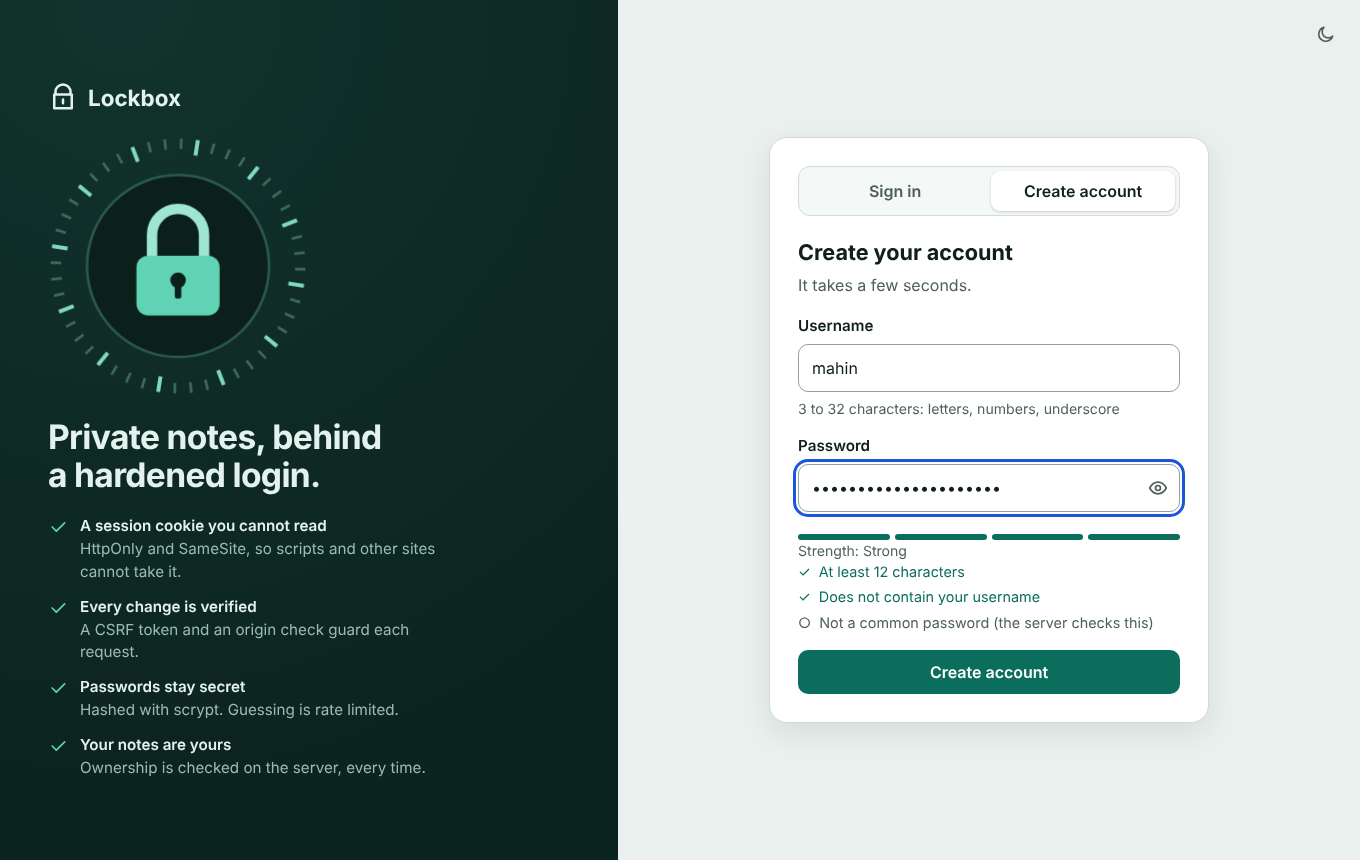 Lockbox
Private notes, behind
a hardened login.
A session cookie you cannot read
HttpOnly and SameSite, so scripts and other sites
cannot take it.
Every change is verified
A CSRF token and an origin check guard each
request.
Passwords stay secret
Hashed with scrypt. Guessing is rate limited.
Your notes are yours
Ownership is checked on the server, every time.
Sign in
Create account
Create your account
It takes a few seconds.
Username
mahin
3 to 32 characters: letters, numbers, underscore
Password
•••••••••••••••••••••
Strength: Strong
At least 12 characters
Does not contain your username
Not a common password (the server checks this)
Create account